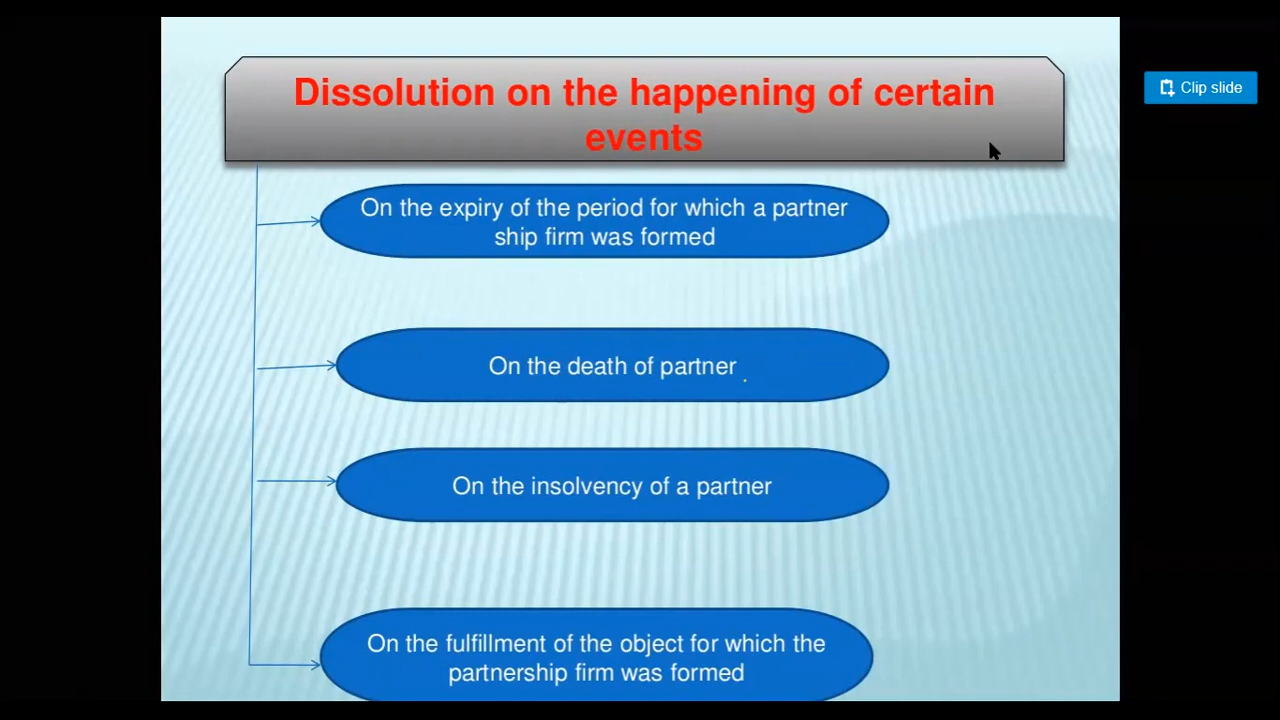 Dissolution on the happening of certain
events
Clip slide
On the expiry of the period for which a partner
ship firm was formed
On the death of partner
On the insolvency of a partner
On the fulfillment of the object for which the
partnership firm was formed